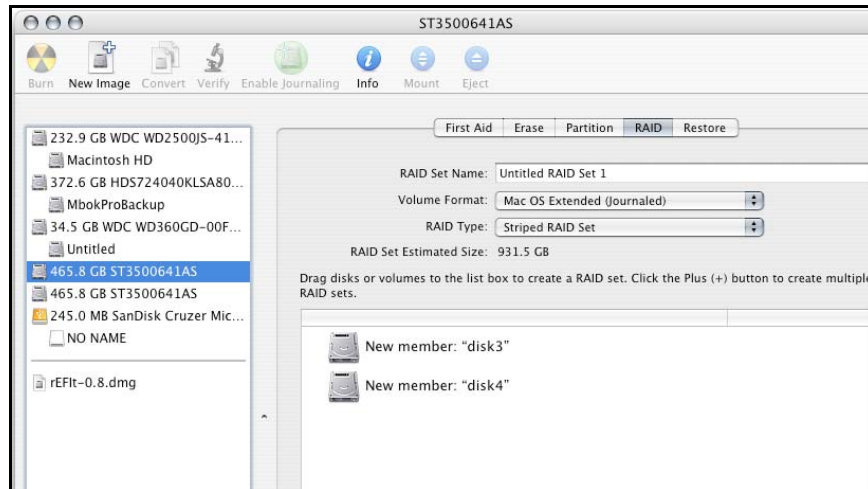 ST3500641AS
Burn New Image Convert Verify Enable Journaling Info Mount Eject
232.9 GB WDC WD2500JS-41...
Macintosh HD
372.6 GB HDS724040KLSA80...
MbokProBackup
34.5 GB WDC WD360GD-00F...
Untitled
465.8 GB ST3500641AS
465.8 GB ST3500641AS
245.0 MB SanDisk Cruzer Mic...
NO NAME
rEFIt-0.8.dmg
First Aid Erase Partition RAID Restore
RAID Set Name: Untitled RAID Set 1
Volume Format: Mac OS Extended (Journaled)
RAID Type: Striped RAID Set
RAID Set Estimated Size: 931.5 GB
Drag disks or volumes to the list box to create a RAID set. Click the Plus (+) button to create multiple
RAID sets.
New member: "disk3"
New member: "disk4"